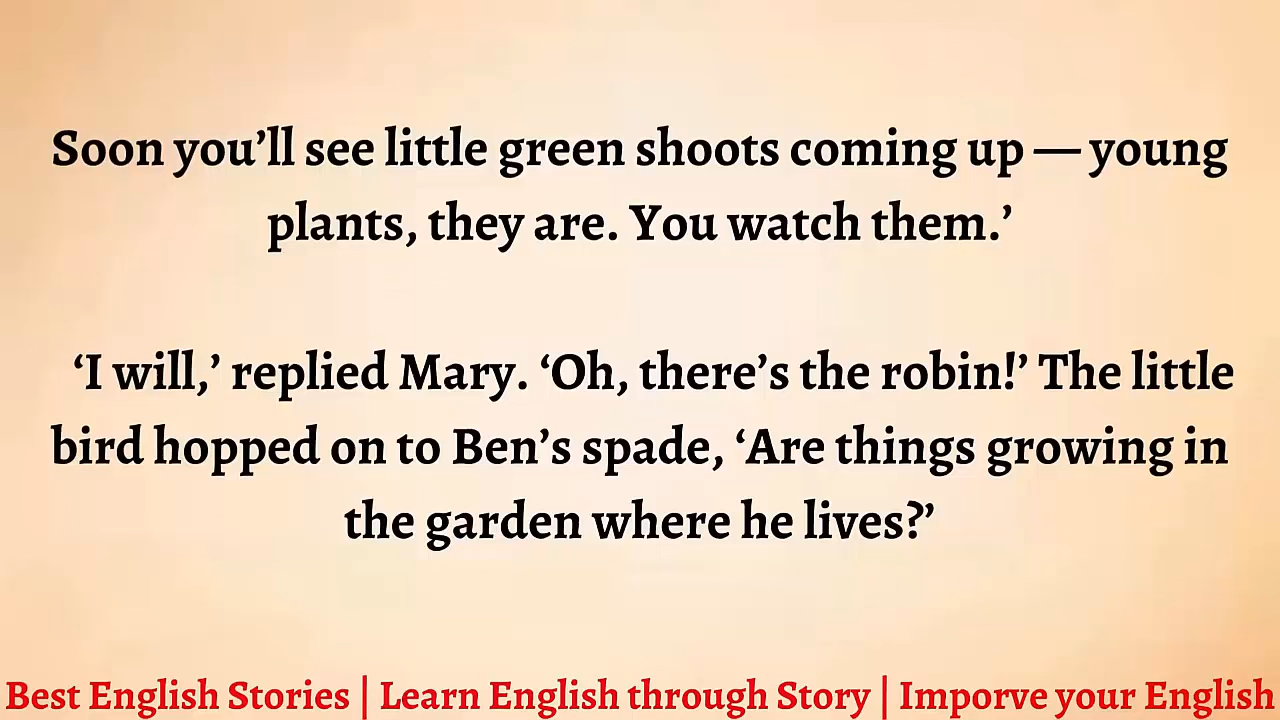 Soon you’ll see little green shoots coming up — young
plants, they are. You watch them.’
‘I will,’ replied Mary. ‘Oh, there’s the robin!’ The little
bird hopped on to Ben’s spade, ‘Are things growing in
the garden where he lives?’
Best English Stories | Learn English through Story | Imporve your English